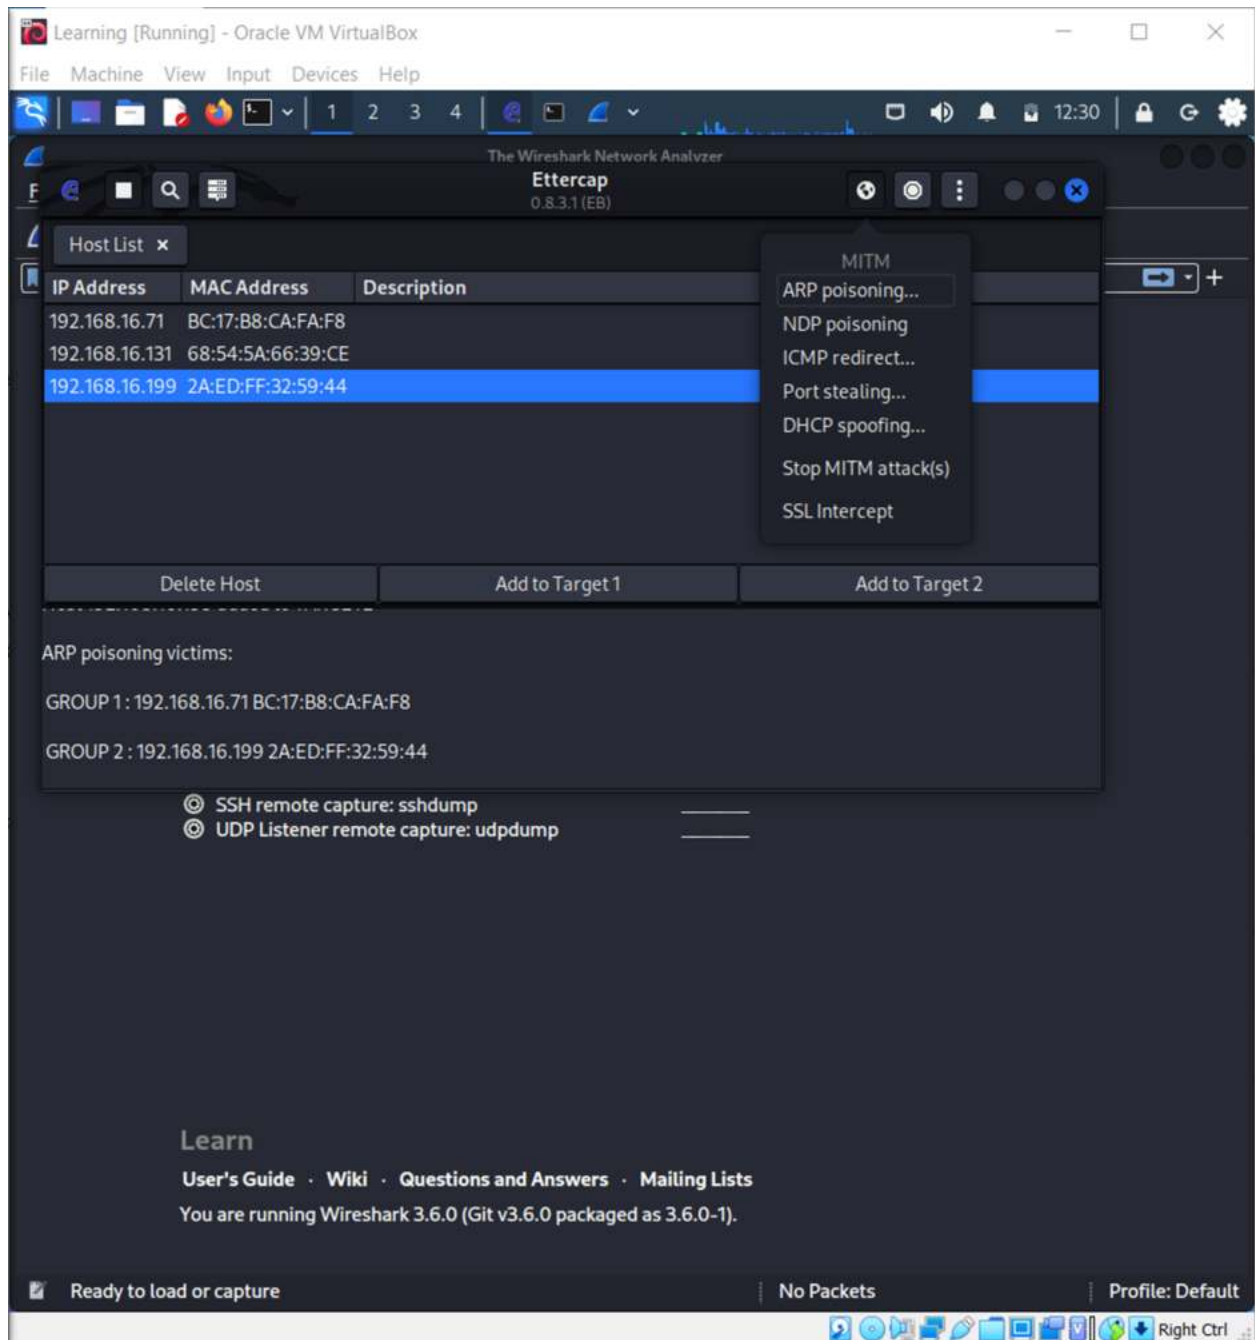 Learning [Running] - Oracle VM VirtualBox
File Machine View Input Devices Help
1 2 3 4 12:30
The Wireshark Network Analyzer
F
Ettercap
0.8.3.1 (EB)
Host List ×
MITM
IP Address MAC Address Description
ARP poisoning...
192.168.16.71 BC:17:B8:CA:FA:F8
NDP poisoning
192.168.16.131 68:54:5A:66:39:CE
ICMP redirect...
192.168.16.199 2A:ED:FF:32:59:44
Port stealing...
DHCP spoofing...
Stop MITM attack(s)
SSL Intercept
Delete Host Add to Target 1 Add to Target 2
ARP poisoning victims:
GROUP 1 : 192.168.16.71 BC:17:B8:CA:FA:F8
GROUP 2 : 192.168.16.199 2A:ED:FF:32:59:44
SSH remote capture: sshdump
UDP Listener remote capture: udpdump
Learn
User's Guide · Wiki · Questions and Answers · Mailing Lists
You are running Wireshark 3.6.0 (Git v3.6.0 packaged as 3.6.0-1).
Ready to load or capture No Packets Profile: Default
Right Ctrl